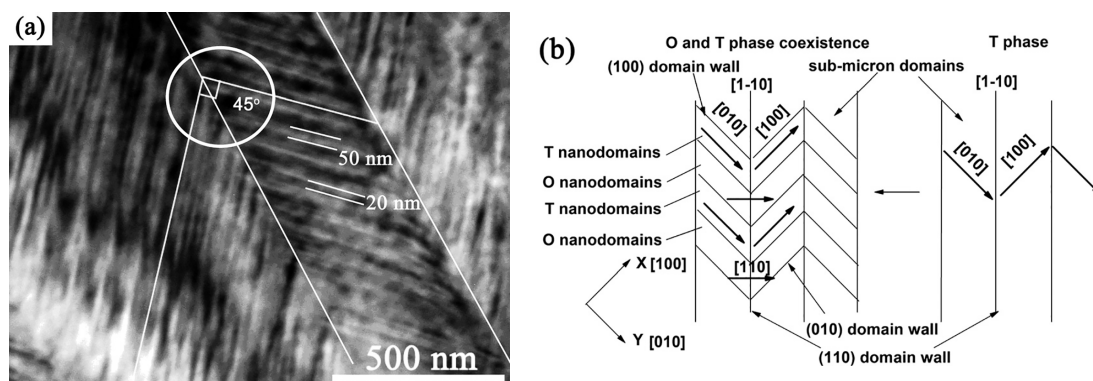 (a)
45°
50 nm
20 nm
500 nm
(b)
O and T phase coexistence
T phase
(100) domain wall
sub-micron domains
[1-10]
[1-10]
[010]
[100]
T nanodomains
O nanodomains
T nanodomains
O nanodomains
[010]
[100]
[110]
X [100]
Y [010]
(010) domain wall
(110) domain wall